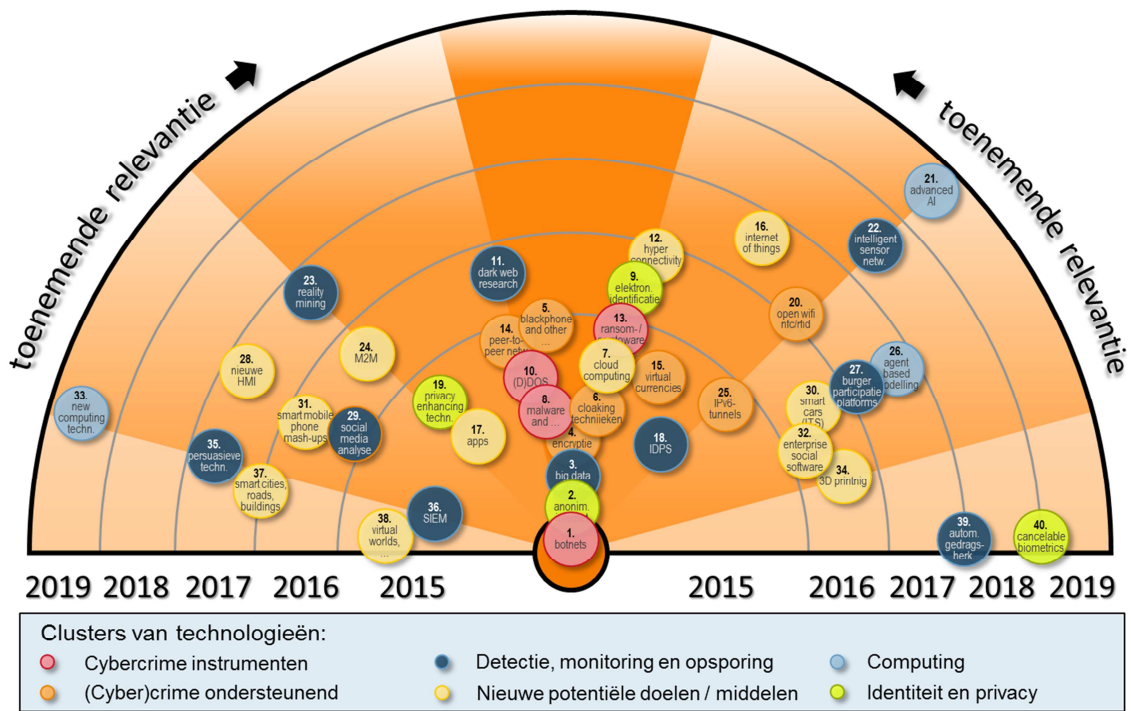 toenemende relevantie
toenemende relevantie
21.
advanced
AI
16.
internet
of things
22.
intelligent
sensor
netw.
12.
hyper
connectivity
11.
dark web
research
9.
elektron.
identificatie
23.
reality
mining
20.
open wifi
nfc/rfid
5.
blackphone
and other
...
13.
ransom-/
14.
peer-to-
peer netw
24.
M2M
7.
cloud
computing
28.
nieuwe
HMI
10.
(D)DOS
15.
virtual
currencies
26.
agent
based
27.
burger
participatie
platforms
19.
privacy
enhancing
techn.
25.
IPv6-
tunnels
33.
new
computing
techn.
8.
malware
and ...
6.
cloaking
technieken
30.
smart
cars
(ITS)
31.
smart mobile
phone
mash-ups
29.
social
media
analyse
17.
apps
4.
encryptie
18.
IDPS
32.
enterprise
social
software
35.
persuasieve
techn.
3.
big data
34.
3D printnig
37.
smart cities,
roads,
buildings
2.
anonim.
36.
SIEM
38.
virtual
worlds,
...
1.
botnets
39.
autom.
gedrags-
herk
40.
cancelable
biometrics
2019 2018 2017 2016 2015 2015 2016 2017 2018 2019
Clusters van technologieën:
Cybercrime instrumenten
Detectie, monitoring en opsporing
Computing
(Cyber)crime ondersteunend
Nieuwe potentiële doelen / middelen
Identiteit en privacy